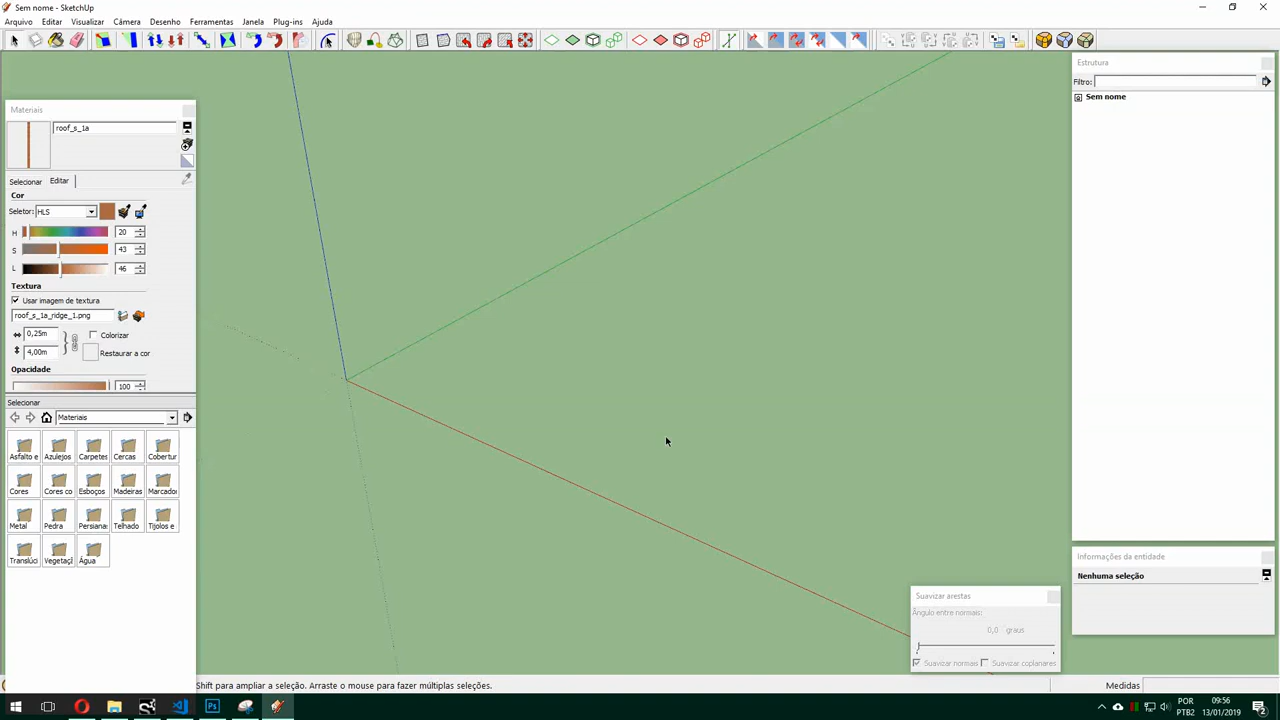 Sem nome - SketchUp
Arquivo Editar Visualizar Câmera Desenho Ferramentas Janela Plug-ins Ajuda
Materiais
roof_s_1a
Selecionar Editar
Cor
Seletor: HLS
H 20
S 43
L 46
Textura
Usar imagem de textura
roof_s_1a_ridge_1.png
0,25m Colorizar
4,00m Restaurar a cor
Opacidade
100
Selecionar
Materiais
Asfalto e Azulejos Carpetes Cercas Cobertur
Cores Cores co Esboços Madeiras Marcador
Metal Pedra Persiana: Telhado Tijolos e
Translúci Vegetaçã Água
Estrutura
Filtro:
Sem nome
Informações da entidade
Nenhuma seleção
Suavizar arestas
Ângulo entre normais:
0,0 graus
Suavizar normais Suavizar coplanares
Shift para ampliar a seleção. Arraste o mouse para fazer múltiplas seleções.
Medidas
POR
PTB2
09:56
13/01/2019
2